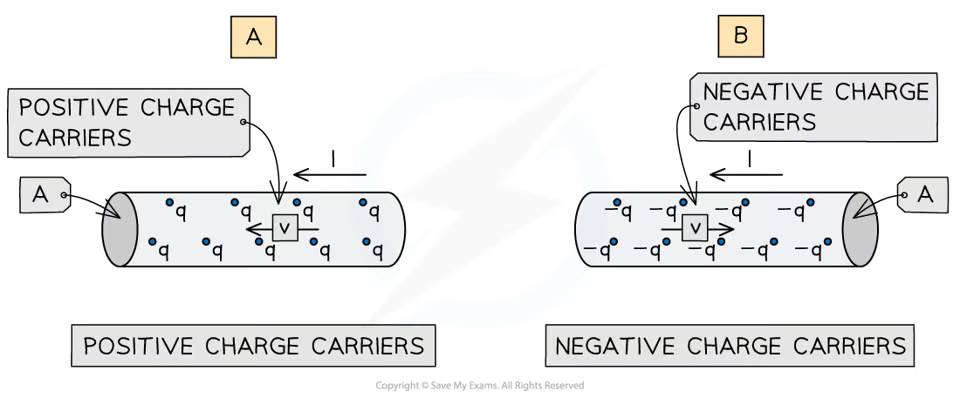 A
B
POSITIVE CHARGE
CARRIERS
NEGATIVE CHARGE
CARRIERS
I
I
A
A
q
q
q
q
-q
-q
-q
-q
v
v
q
q
q
q
q
-q
-q
-q
-q
-q
POSITIVE CHARGE CARRIERS
NEGATIVE CHARGE CARRIERS
Copyright © Save My Exams. All Rights Reserved